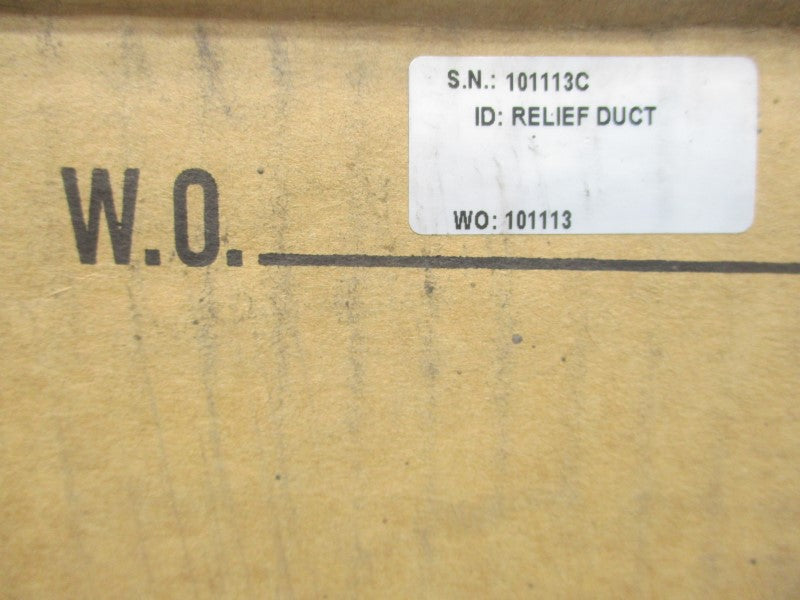 S.N.: 101113C
ID: RELIEF DUCT
WO: 101113
W.O.